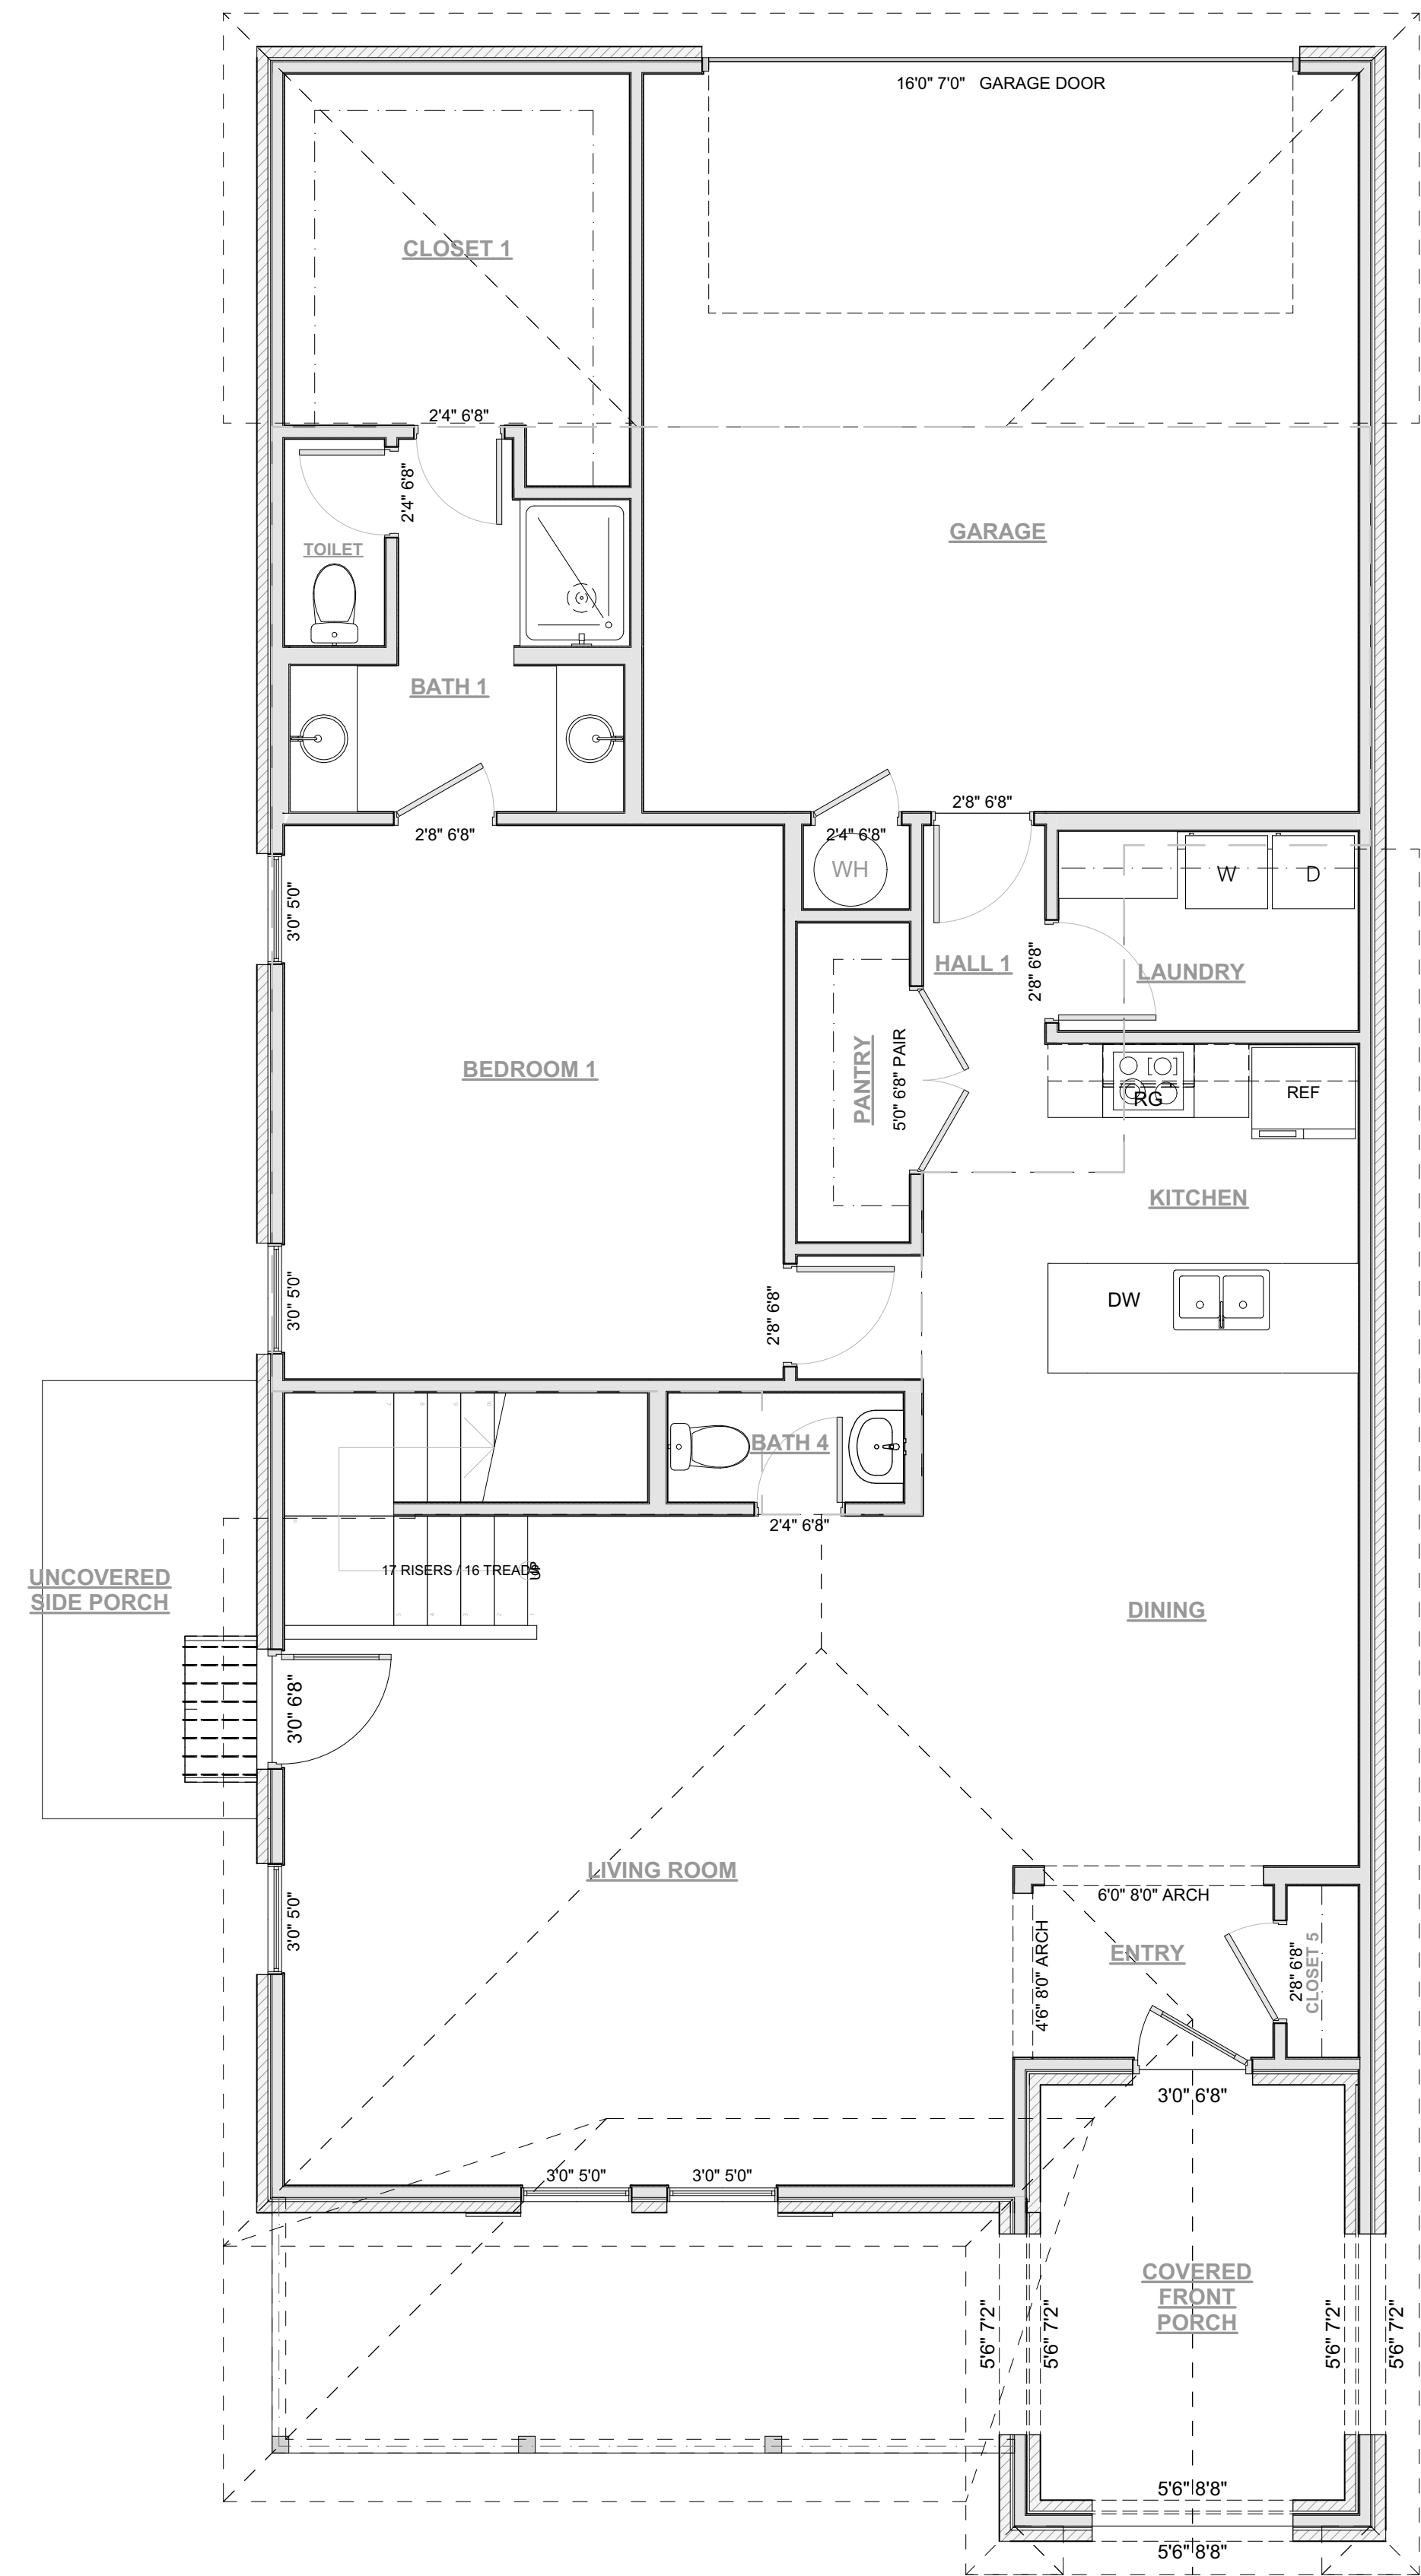 16'0" 7'0" GARAGE DOOR
CLOSET 1
2'4" 6'8"
2'4" 6'8"
TOILET
GARAGE
BATH 1
2'8" 6'8"
2'4" 6'8"
2'8" 6'8"
WH
W
D
3'0" 5'0"
HALL 1
2'8" 6'8"
LAUNDRY
BEDROOM 1
PANTRY
5'0" 6'8" PAIR
RG
REF
KITCHEN
3'0" 5'0"
2'8" 6'8"
DW
BATH 4
2'4" 6'8"
17 RISERS / 16 TREADS
UP
UNCOVERED
SIDE PORCH
DINING
3'0" 6'8"
LIVING ROOM
6'0" 8'0" ARCH
3'0" 5'0"
4'6" 8'0" ARCH
ENTRY
2'8" 6'8"
CLOSET 5
3'0" 6'8"
3'0" 5'0"
3'0" 5'0"
COVERED
FRONT
PORCH
5'6" 7'2"
5'6" 7'2"
5'6" 7'2"
5'6" 7'2"
5'6" 8'8"
5'6" 8'8"